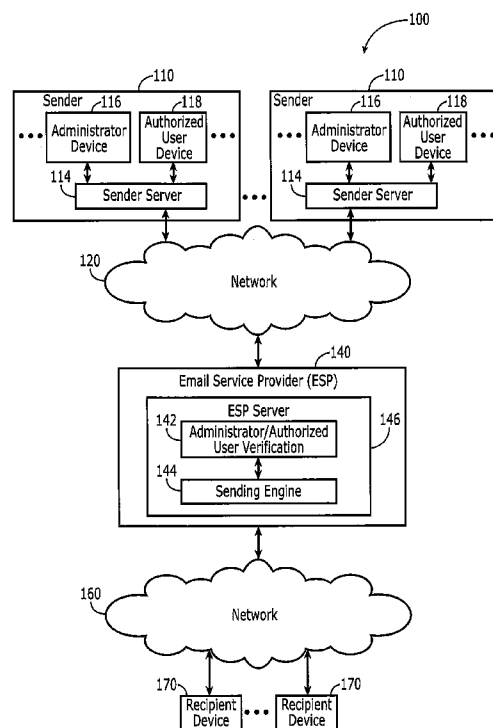 100
110
110
Sender
116
118
Sender
116
118
Administrator
Device
Authorized
User
Device
Administrator
Device
Authorized
User
Device
114
Sender Server
114
Sender Server
120
Network
140
Email Service Provider (ESP)
ESP Server
142
146
Administrator/Authorized
User Verification
144
Sending Engine
160
Network
170
170
Recipient
Device
Recipient
Device